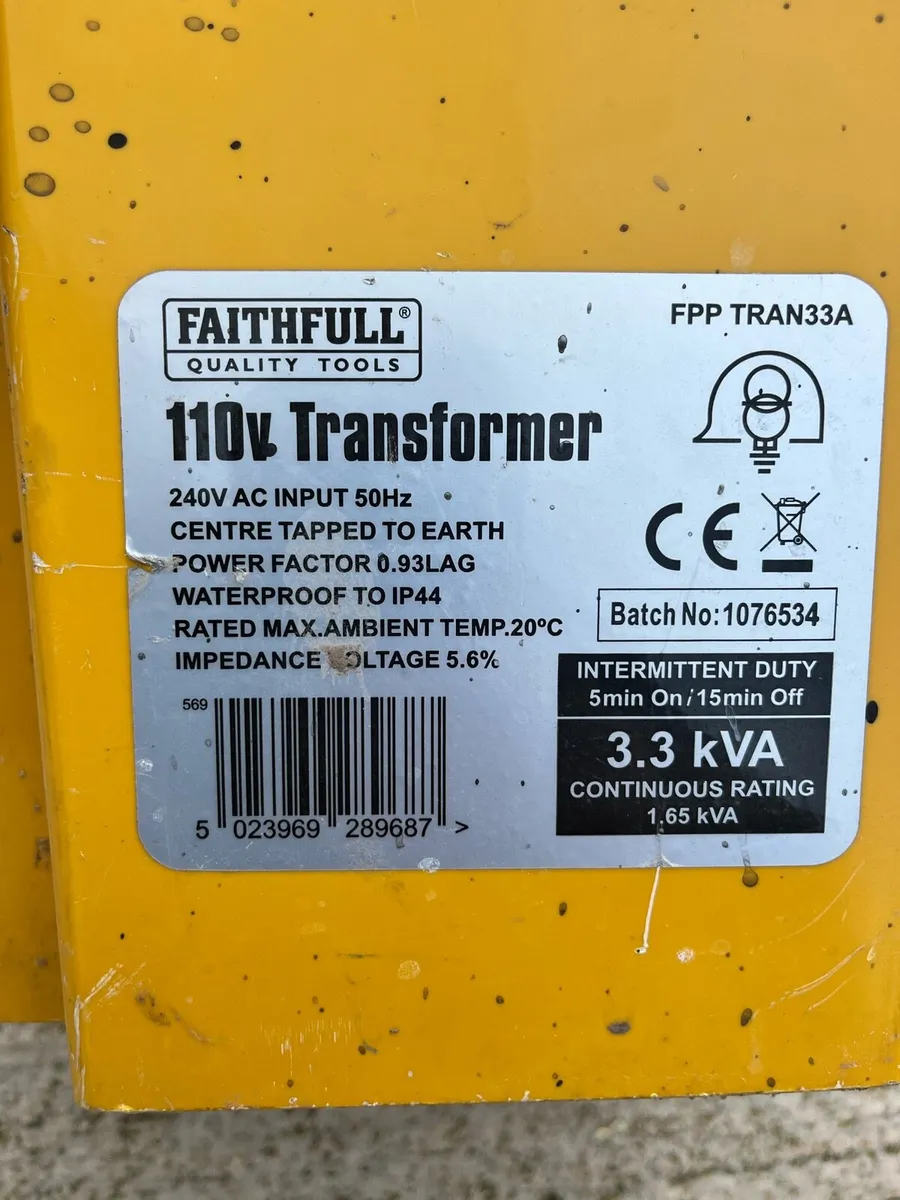 FAITHFULL®
QUALITY TOOLS
FPP TRAN33A
110v Transformer
240V AC INPUT 50Hz
CENTRE TAPPED TO EARTH
POWER FACTOR 0.93LAG
WATERPROOF TO IP44
RATED MAX.AMBIENT TEMP.20ºC
IMPEDANCE VOLTAGE 5.6%
CE
Batch No:1076534
INTERMITTENT DUTY
5min On/15min Off
3.3 kVA
CONTINUOUS RATING
1.65 kVA
569
5 023969 289687 >